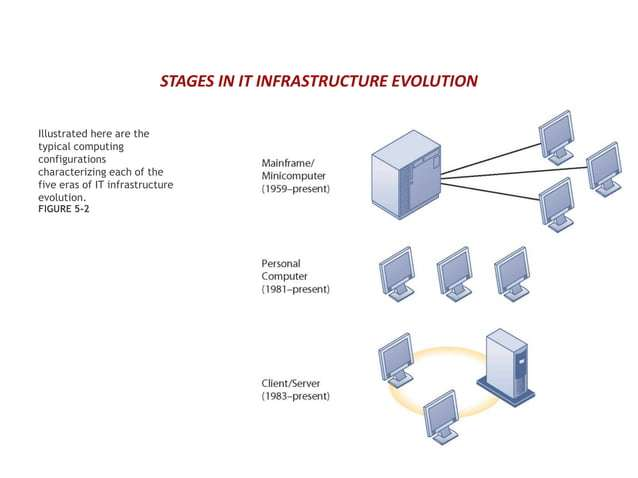 STAGES IN IT INFRASTRUCTURE EVOLUTION
Illustrated here are the
typical computing
configurations
characterizing each of the
five eras of IT infrastructure
evolution.
FIGURE 5-2
Mainframe/
Minicomputer
(1959–present)
Personal
Computer
(1981–present)
Client/Server
(1983–present)